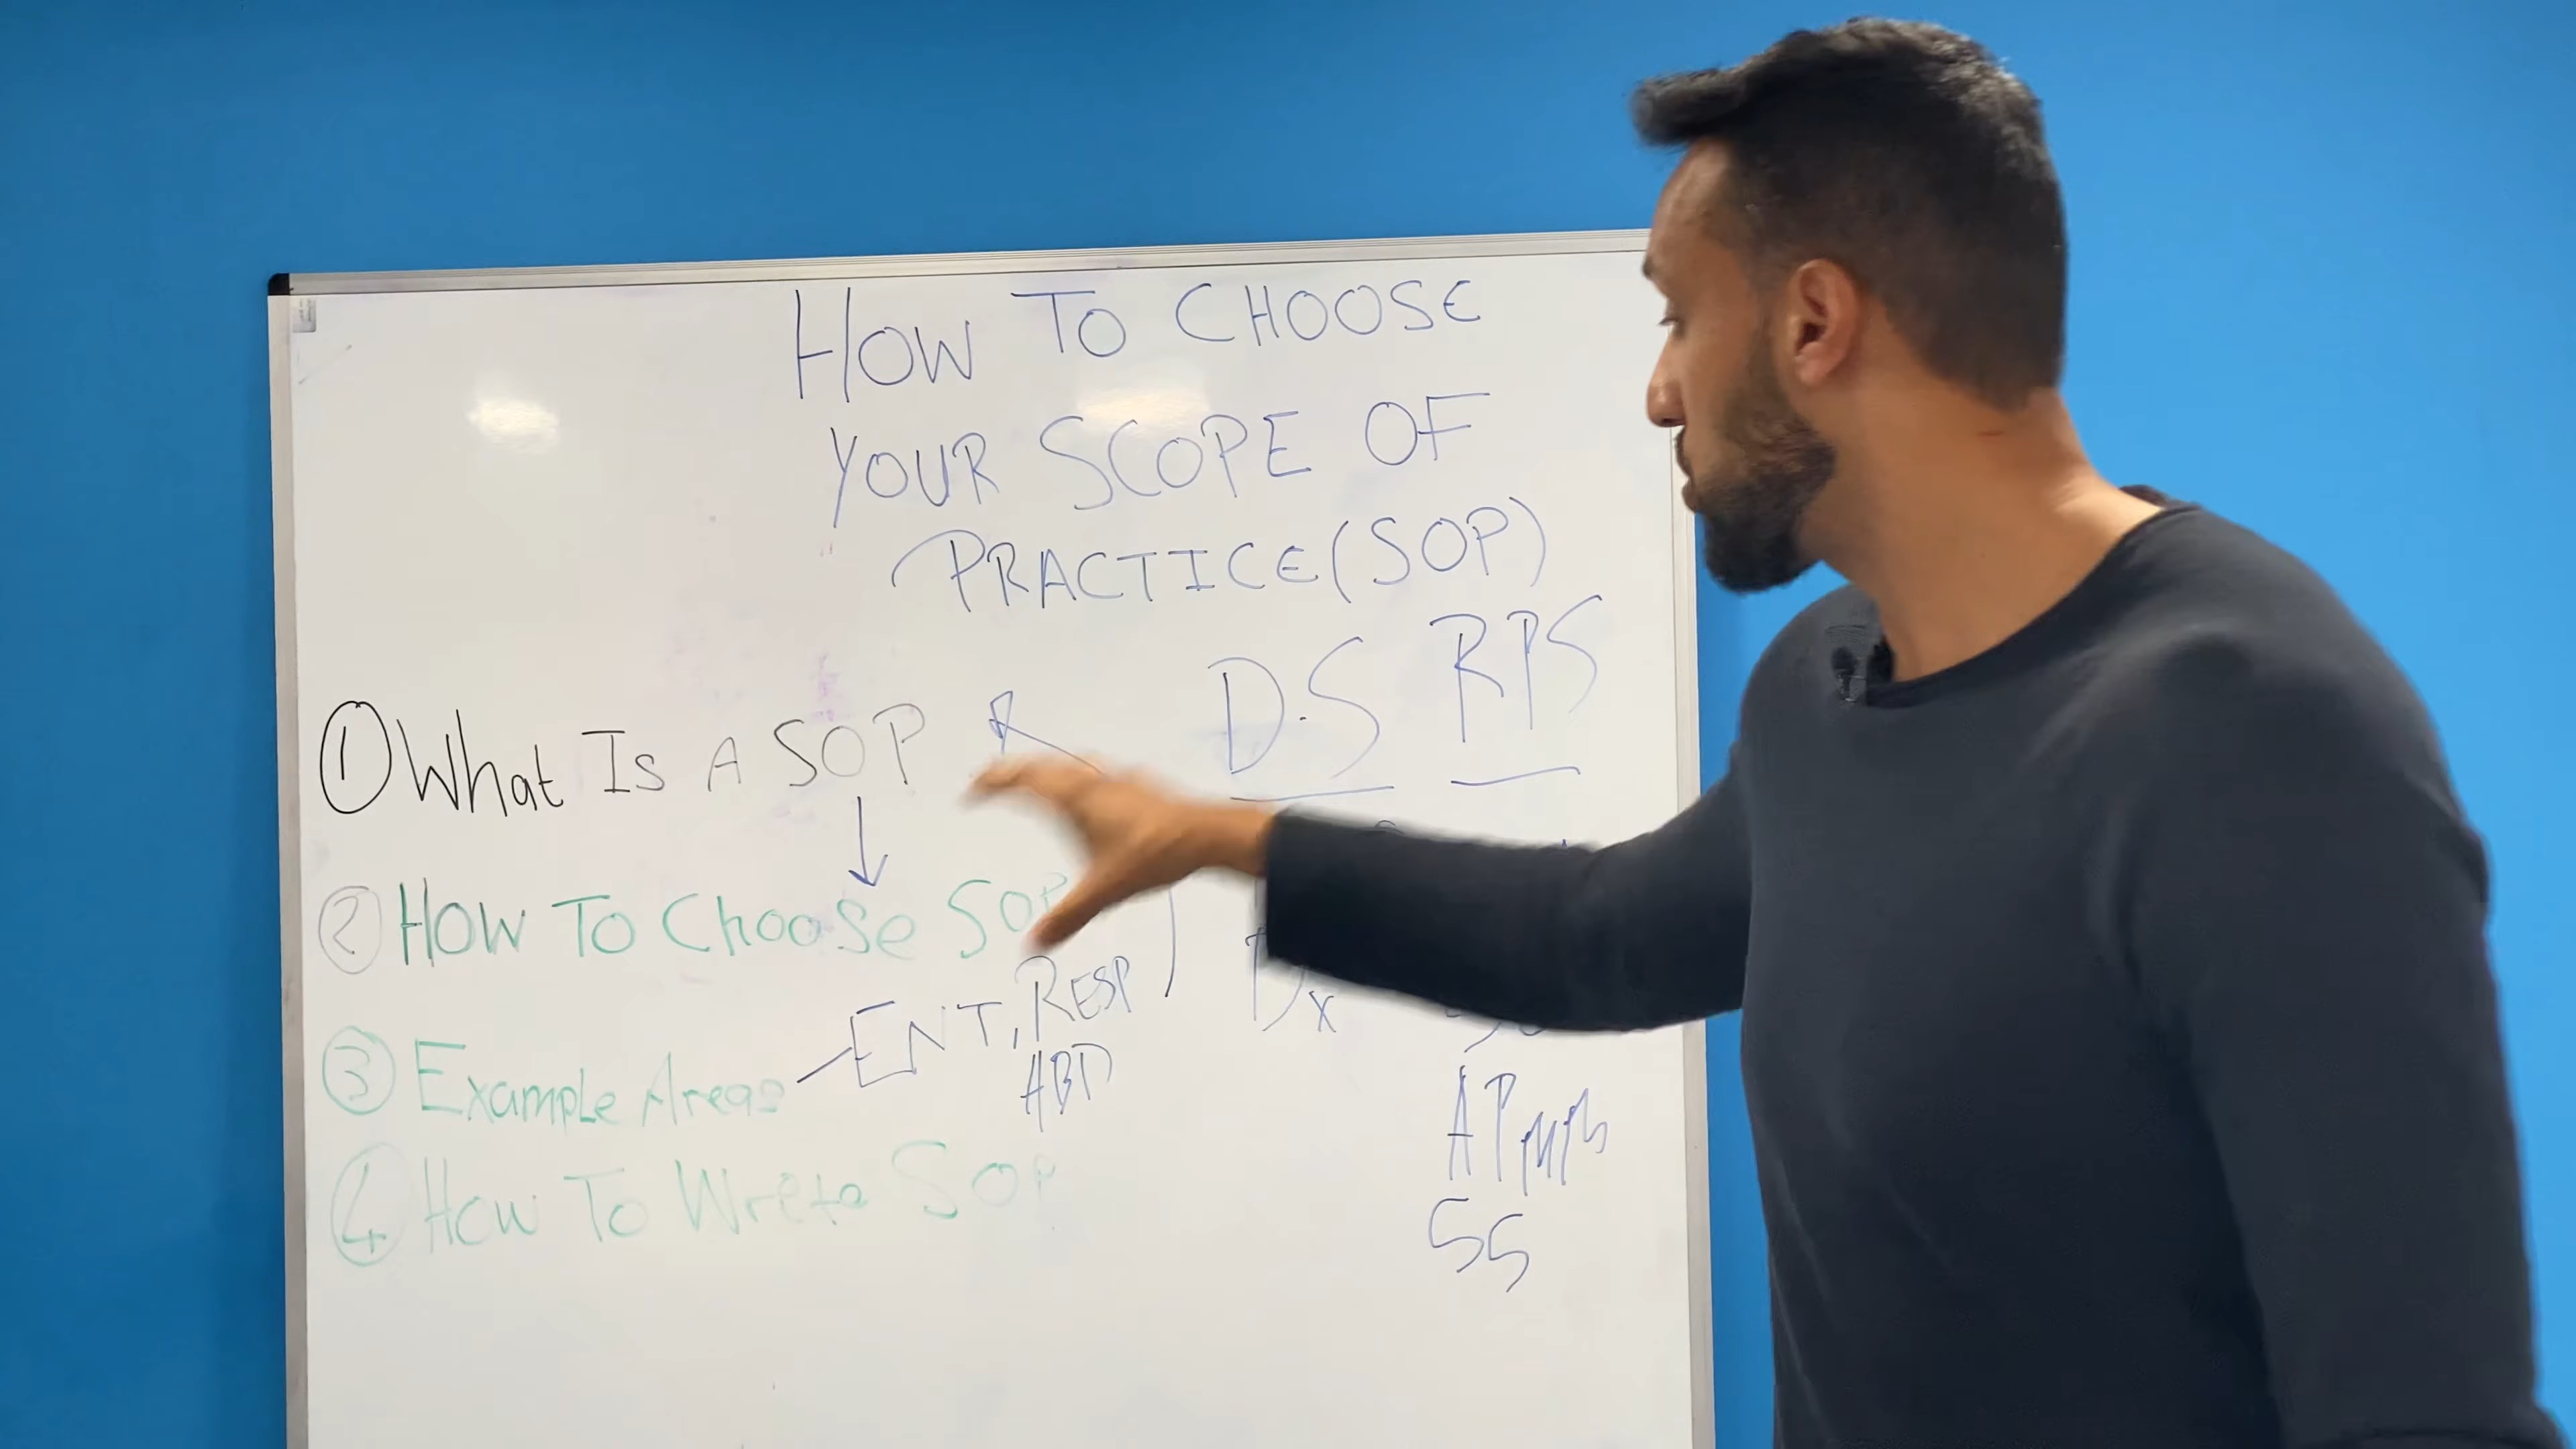 HOW TO CHOOSE
YOUR SCOPE OF
PRACTICE (SOP)
D.S RPS
① What Is A SOP
② HOW To Choose SOP
Dx
③ Example Areas – ENT, RESP
ABD
④ How To Write SOP
SS